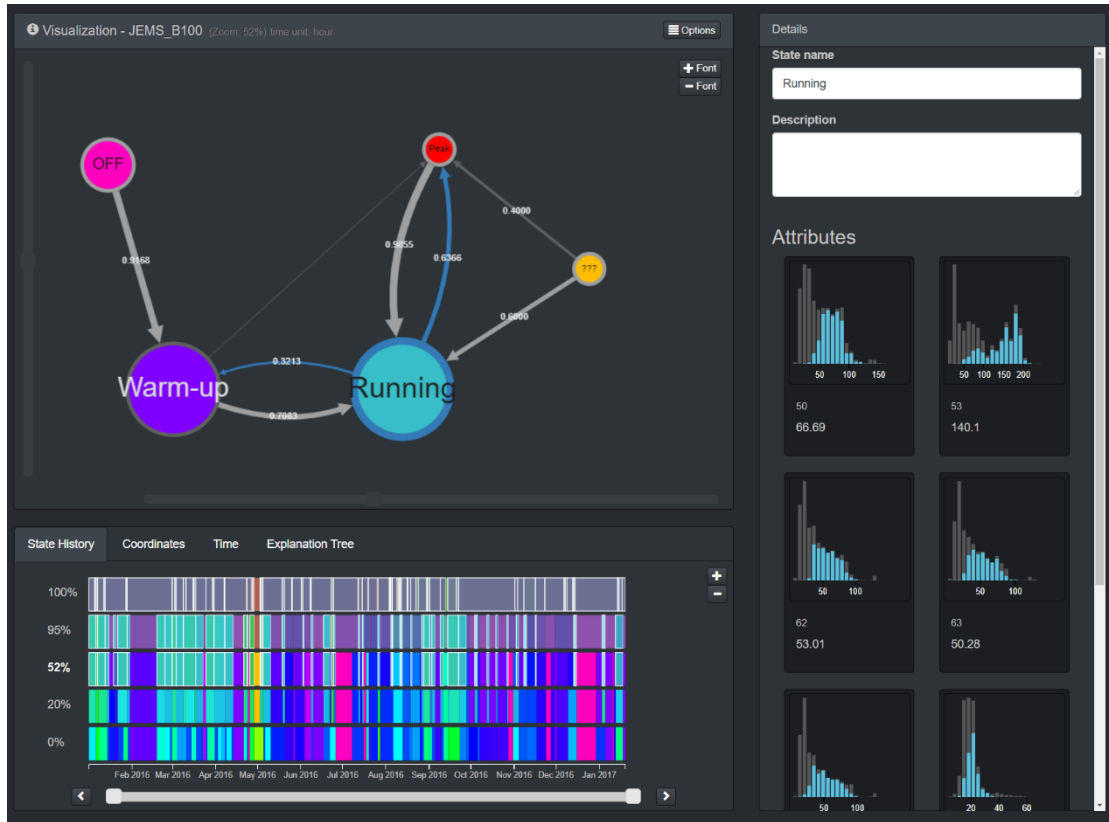 Visualization - JEMS_B100 (Zoom: 52%) time unit: hour
Options
+ Font
− Font
OFF
Peak
0.4000
0.9168
0.9855
0.6366
???
0.6000
0.3213
Warm-up
Running
0.7083
State History
Coordinates
Time
Explanation Tree
100%
95%
52%
20%
0%
+
−
Feb 2016 Mar 2016 Apr 2016 May 2016 Jun 2016 Jul 2016 Aug 2016 Sep 2016 Oct 2016 Nov 2016 Dec 2016 Jan 2017
Details
State name
Running
Description
Attributes
50 100 150
50
66.69
50 100 150 200
53
140.1
50 100
62
53.01
50 100
63
50.28
50 100
20 40 60